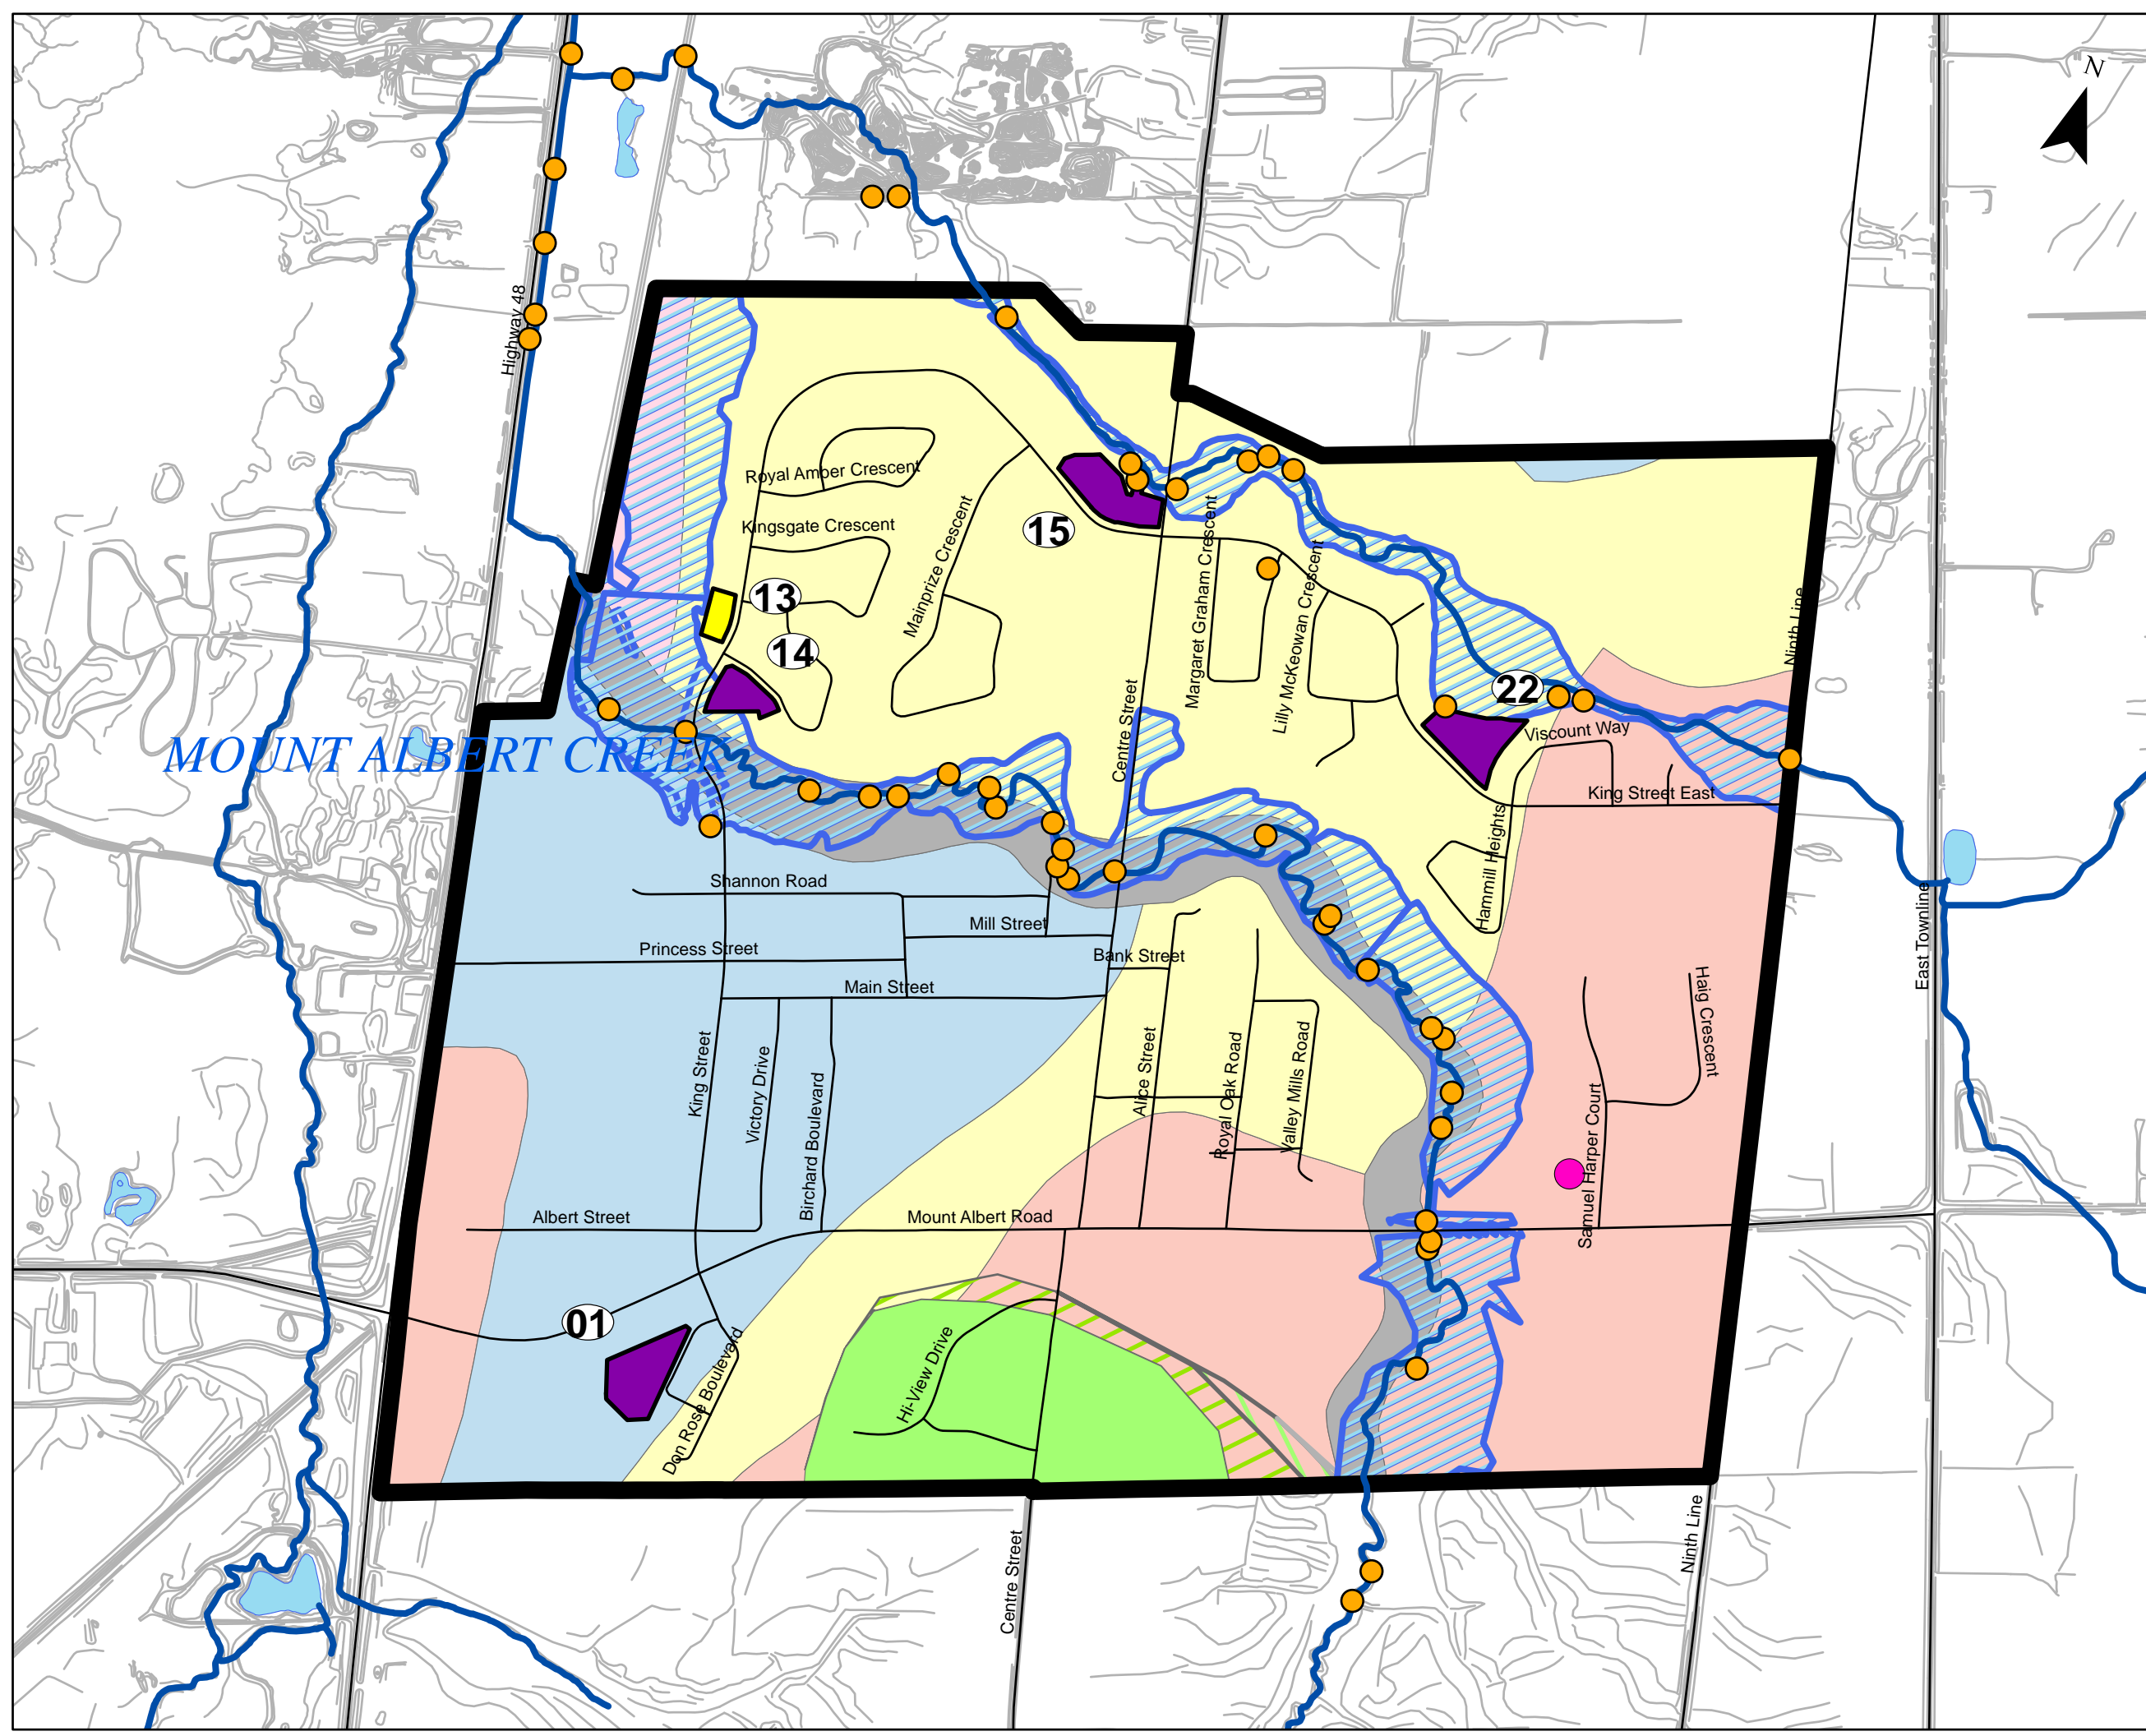 N
Highway 48
Royal Amber Crescent
Kingsgate Crescent
Mainprize Crescent
15
Margaret Graham Crescent
Lilly McKeowan Crescent
13
14
Ninth Line
22
Viscount Way
Centre Street
MOUNT ALBERT CREEK
King Street East
Hammill Heights
Shannon Road
Mill Street
Princess Street
Bank Street
Main Street
East Townline
Haig Crescent
King Street
Victory Drive
Birchard Boulevard
Alice Street
Royal Oak Road
Valley Mills Road
Samuel Harper Court
Albert Street
Mount Albert Road
01
Don Rose Boulevard
Hi-View Drive
Centre Street
Ninth Line